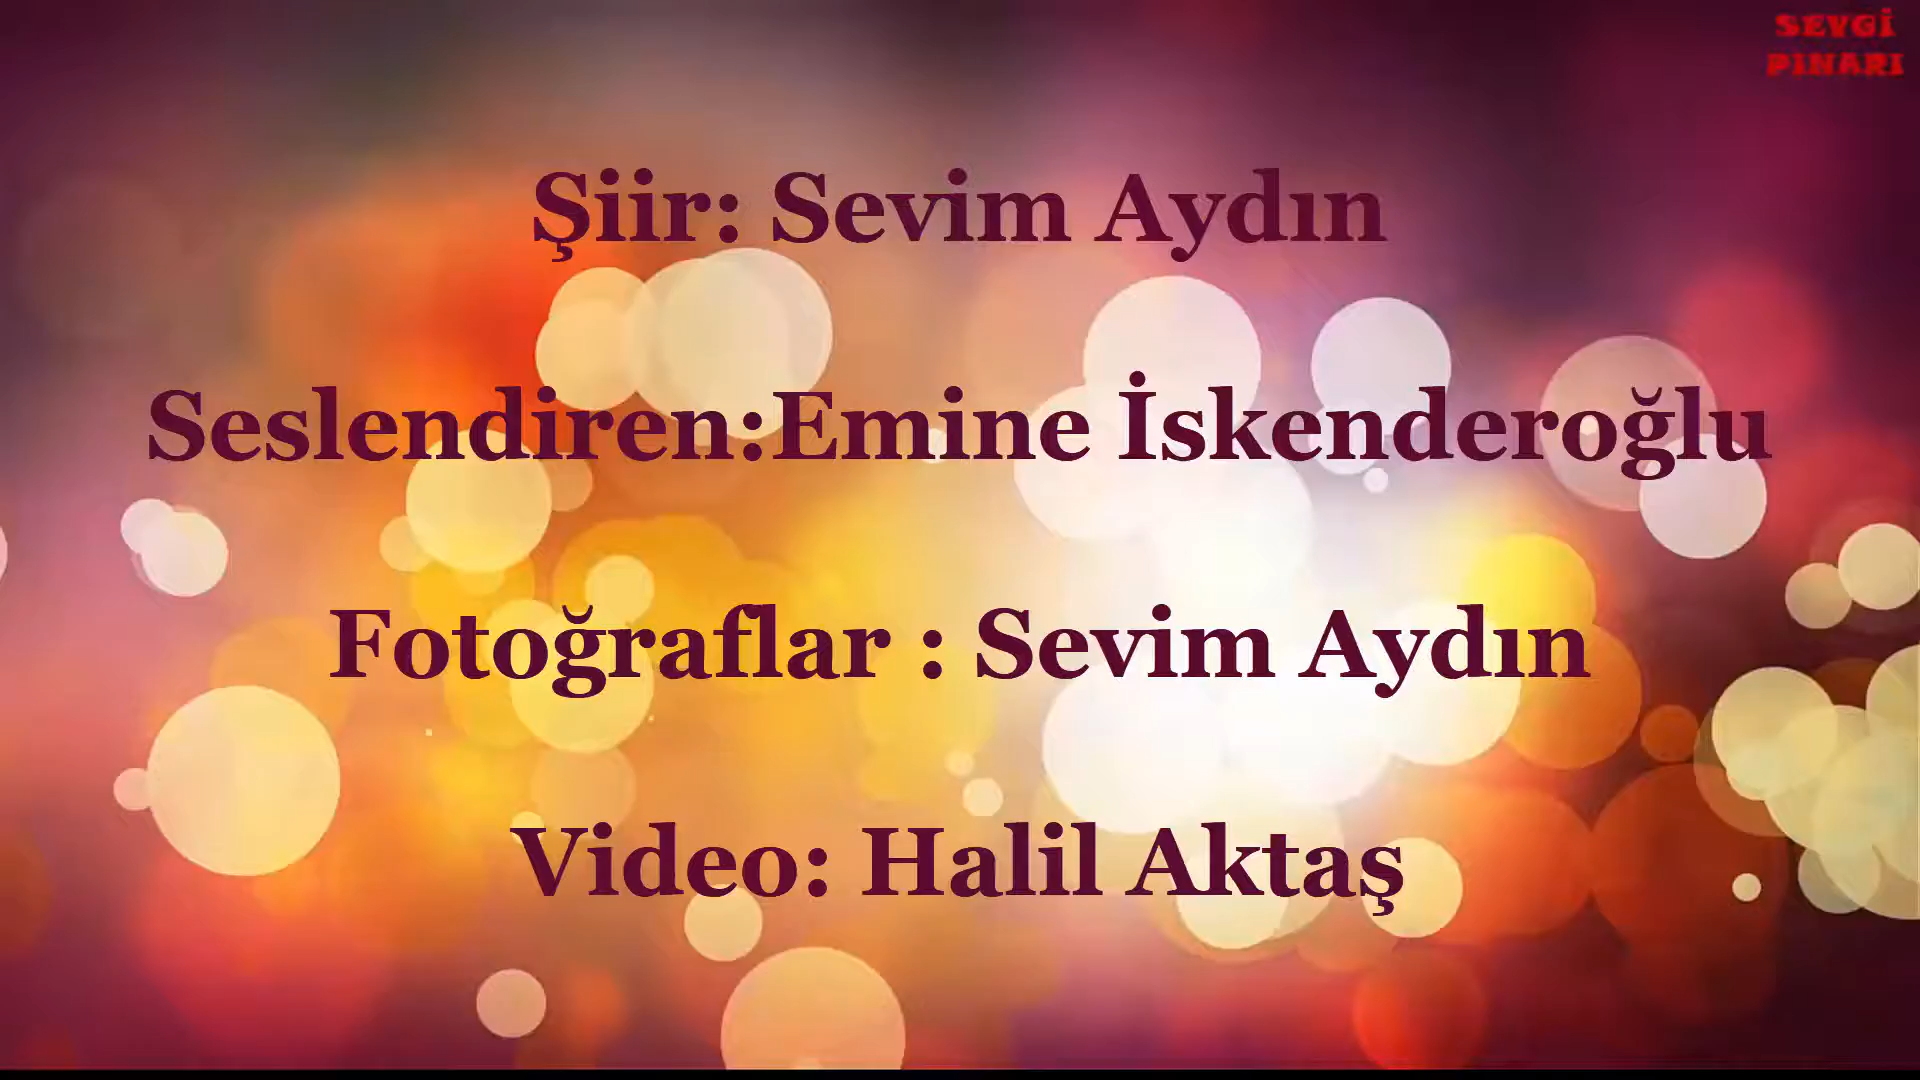 SEVGİ
PINARI
Şiir: Sevim Aydın
Seslendiren:Emine İskenderoğlu
Fotoğraflar : Sevim Aydın
Video: Halil Aktaş